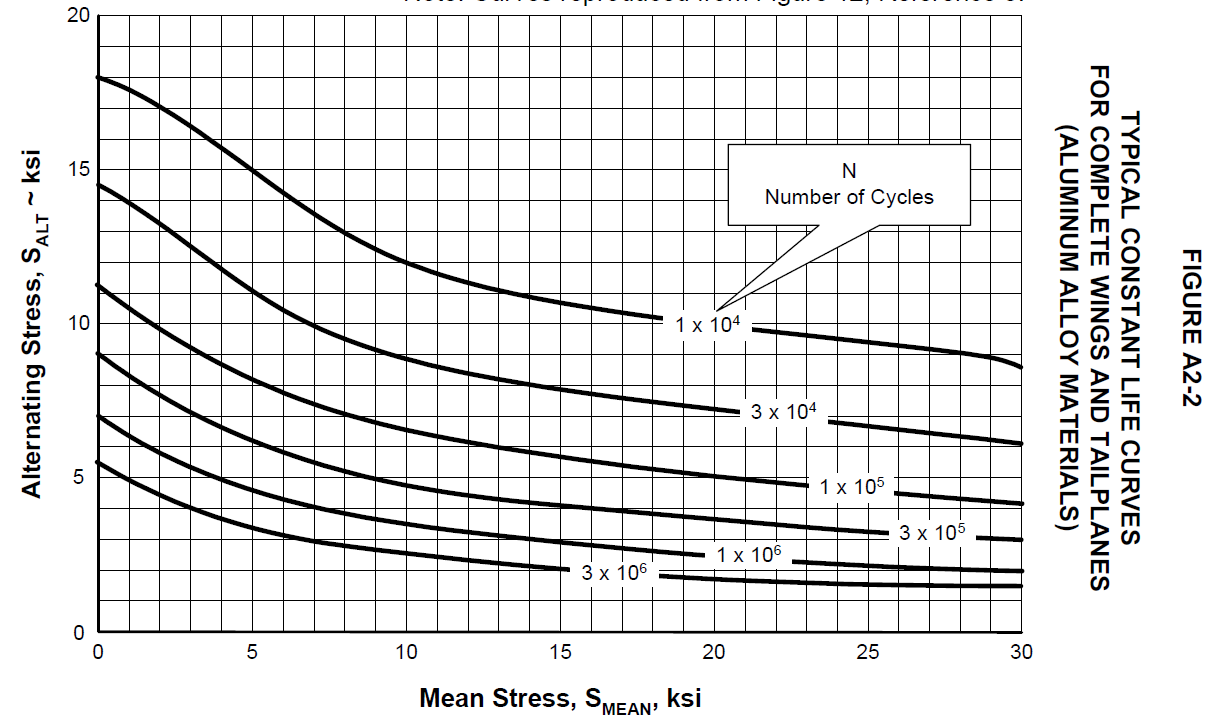 20
15
10
5
0
0
5
10
15
20
25
30
Alternating Stress, S_ALT ~ ksi
Mean Stress, S_MEAN, ksi
N
Number of Cycles
1 x 10⁴
3 x 10⁴
1 x 10⁵
3 x 10⁵
1 x 10⁶
3 x 10⁶
TYPICAL CONSTANT LIFE CURVES
FOR COMPLETE WINGS AND TAILPLANES
(ALUMINUM ALLOY MATERIALS)
FIGURE A2-2